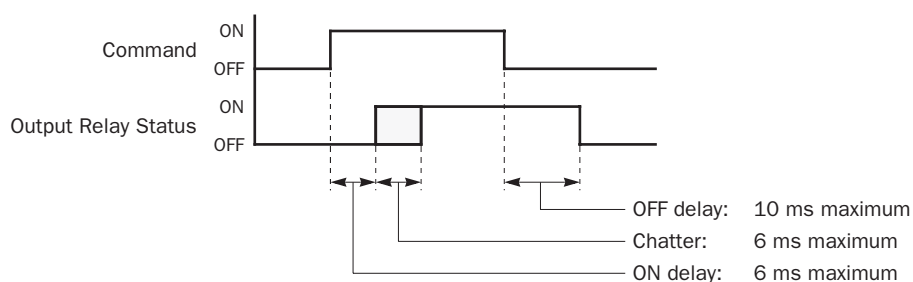 ON
Command
OFF
ON
Output Relay Status
OFF
OFF delay: 10 ms maximum
Chatter: 6 ms maximum
ON delay: 6 ms maximum